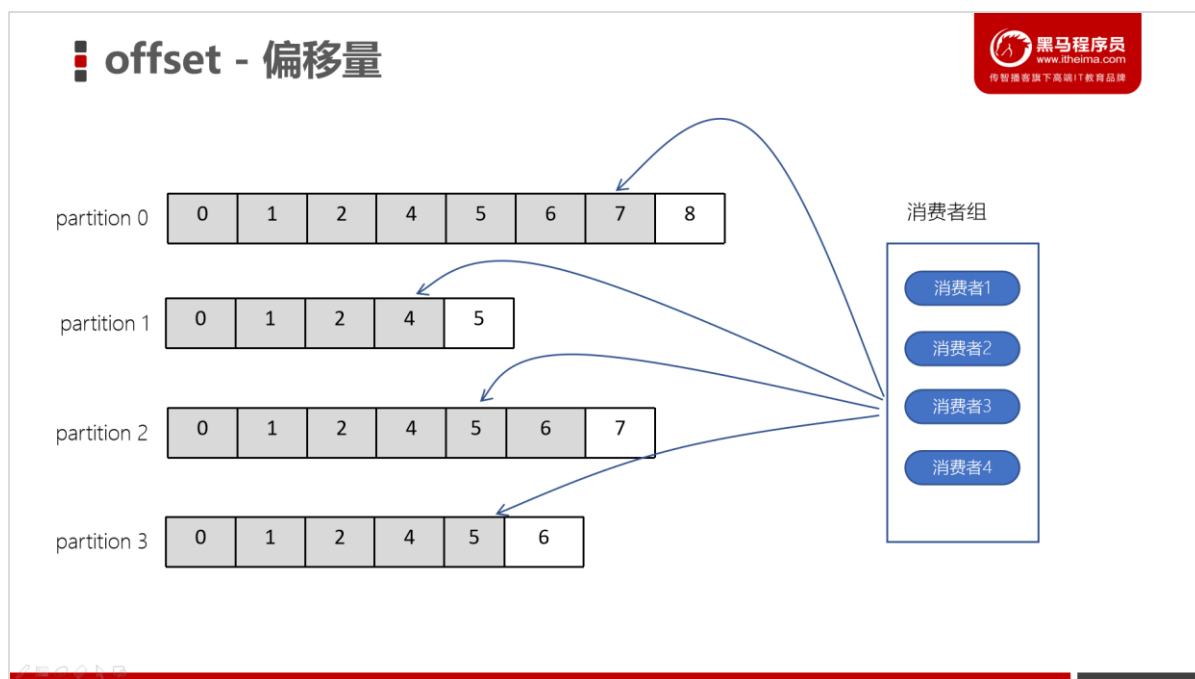 offset - 偏移量
黑马程序员
www.itheima.com
传智播客旗下高端IT教育品牌
partition 0
0 1 2 4 5 6 7 8
消费者组
partition 1
0 1 2 4 5
partition 2
0 1 2 4 5 6 7
partition 3
0 1 2 4 5 6
消费者1
消费者2
消费者3
消费者4